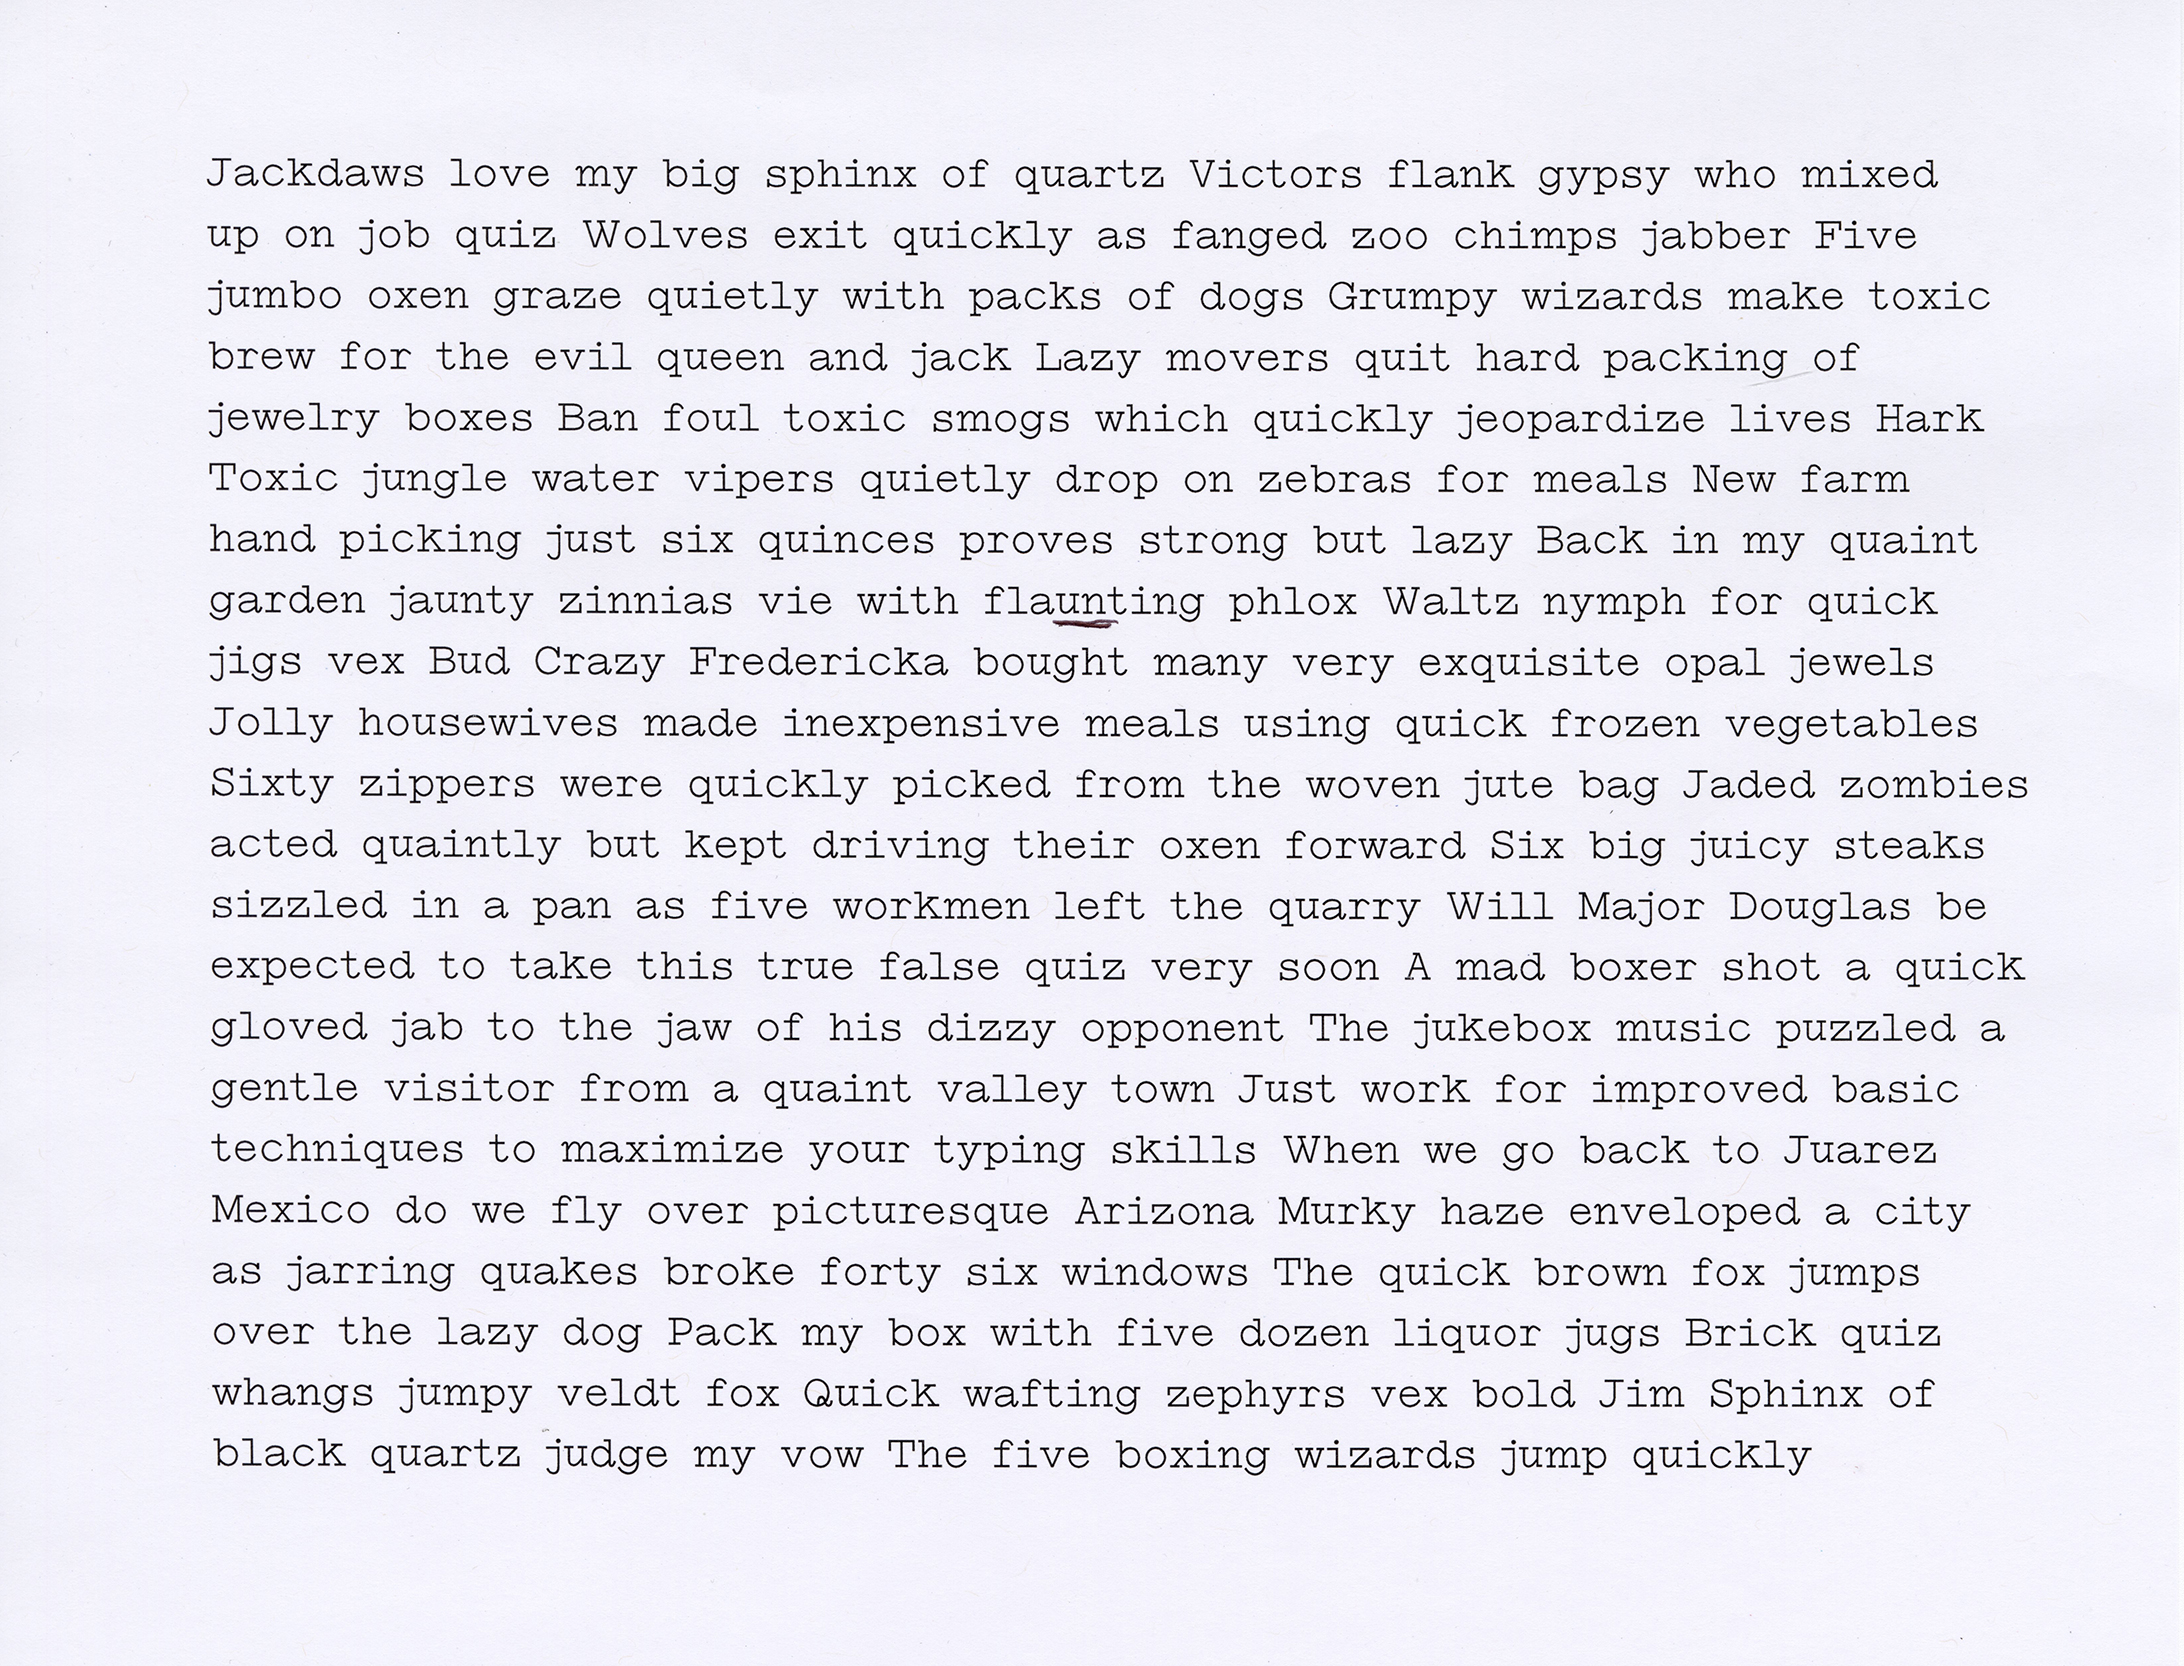 Jackdaws love my big sphinx of quartz Victors flank gypsy who mixed
up on job quiz Wolves exit quickly as fanged zoo chimps jabber Five
jumbo oxen graze quietly with packs of dogs Grumpy wizards make toxic
brew for the evil queen and jack Lazy movers quit hard packing of
jewelry boxes Ban foul toxic smogs which quickly jeopardize lives Hark
Toxic jungle water vipers quietly drop on zebras for meals New farm
hand picking just six quinces proves strong but lazy Back in my quaint
garden jaunty zinnias vie with flaunting phlox Waltz nymph for quick
jigs vex Bud Crazy Fredericka bought many very exquisite opal jewels
Jolly housewives made inexpensive meals using quick frozen vegetables
Sixty zippers were quickly picked from the woven jute bag Jaded zombies
acted quaintly but kept driving their oxen forward Six big juicy steaks
sizzled in a pan as five workmen left the quarry Will Major Douglas be
expected to take this true false quiz very soon A mad boxer shot a quick
gloved jab to the jaw of his dizzy opponent The jukebox music puzzled a
gentle visitor from a quaint valley town Just work for improved basic
techniques to maximize your typing skills When we go back to Juarez
Mexico do we fly over picturesque Arizona Murky haze enveloped a city
as jarring quakes broke forty six windows The quick brown fox jumps
over the lazy dog Pack my box with five dozen liquor jugs Brick quiz
whangs jumpy veldt fox Quick wafting zephyrs vex bold Jim Sphinx of
black quartz judge my vow The five boxing wizards jump quickly